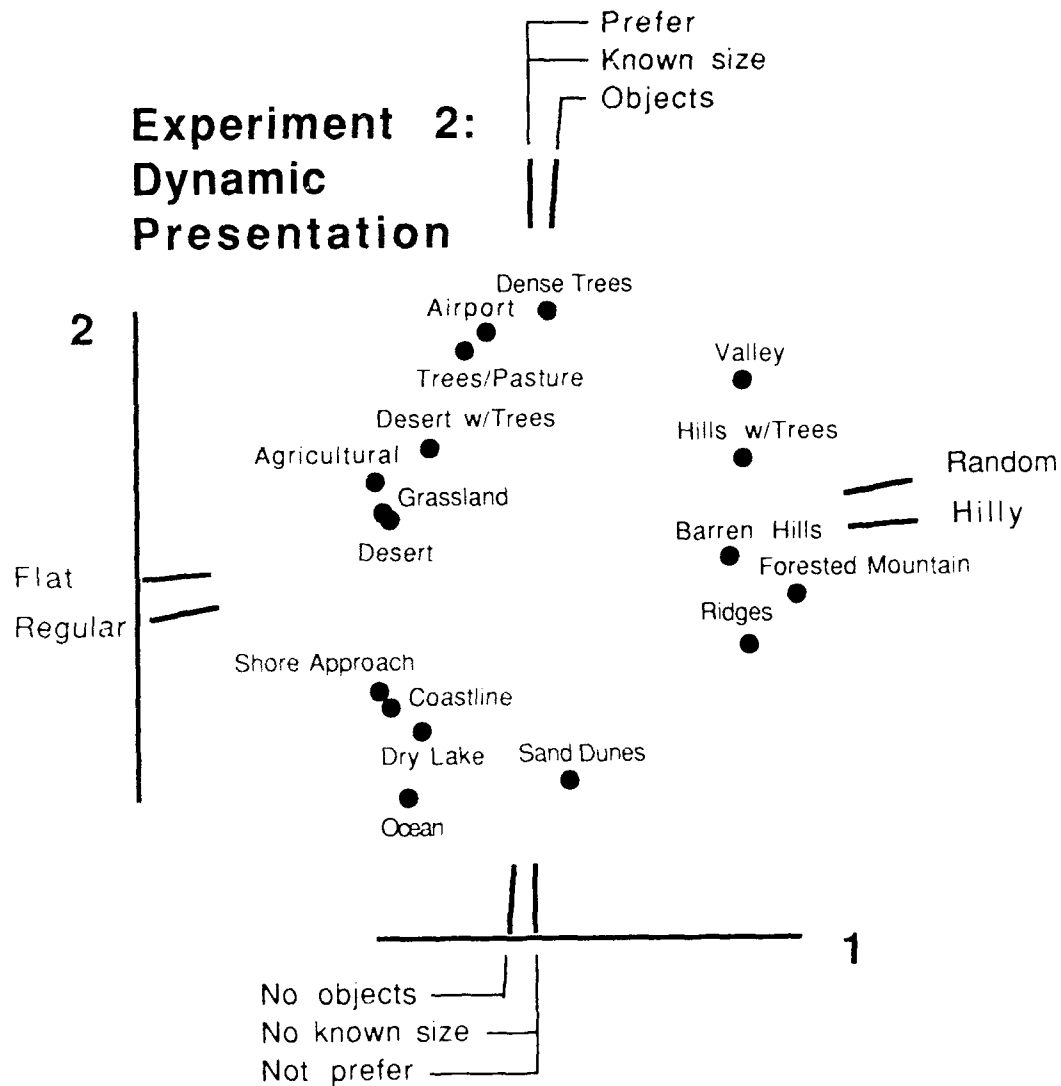 Prefer
Known size
Objects
Experiment 2:
Dynamic
Presentation
Dense Trees
Airport
2
Valley
Trees/Pasture
Desert w/Trees
Hills w/Trees
Agricultural
Random
Grassland
Hilly
Barren Hills
Desert
Forested Mountain
Flat
Ridges
Regular
Shore Approach
Coastline
Dry Lake
Sand Dunes
Ocean
1
No objects
No known size
Not prefer